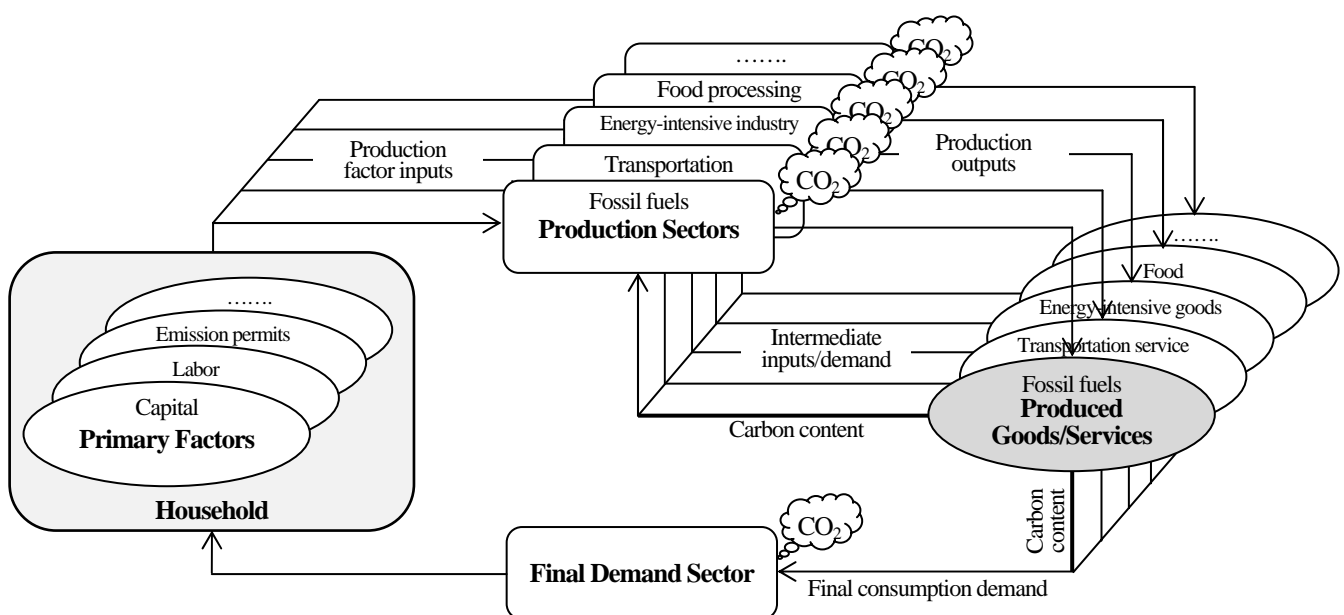 CO2
…….
CO2
Food processing
CO2
Energy-intensive industry
CO2
Production
factor inputs
Transportation
Production
outputs
CO2
Fossil fuels
Production Sectors
…….
Food
Energy-intensive goods
Transportation service
Fossil fuels
Produced
Goods/Services
Intermediate
inputs/demand
Carbon content
…….
Emission permits
Labor
Capital
Primary Factors
Household
Carbon
content
CO2
Final Demand Sector
Final consumption demand